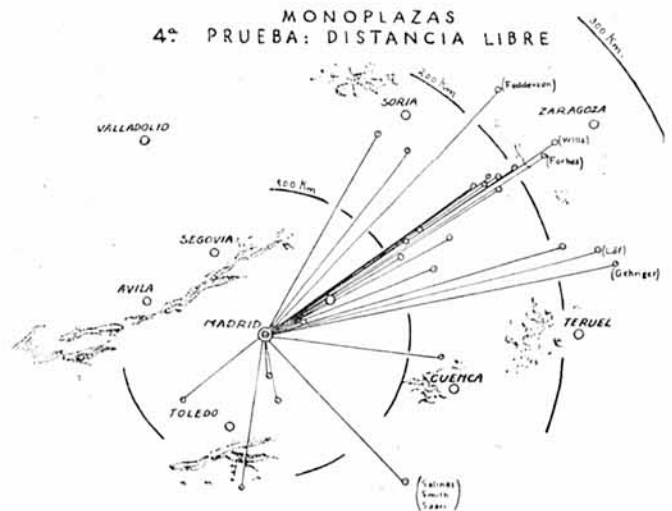 MONOPLAZAS
4ª PRUEBA: DISTANCIA LIBRE
300 Km.
200 Km
(Feddersen)
SORIA
ZARAGOZA
VALLADOLID
(Wills)
(Forbes)
100 Km
SEGOVIA
(Gehriger)
AVILA
MADRID
TERUEL
CUENCA
TOLEDO
(Salinas
Smith
Saari)